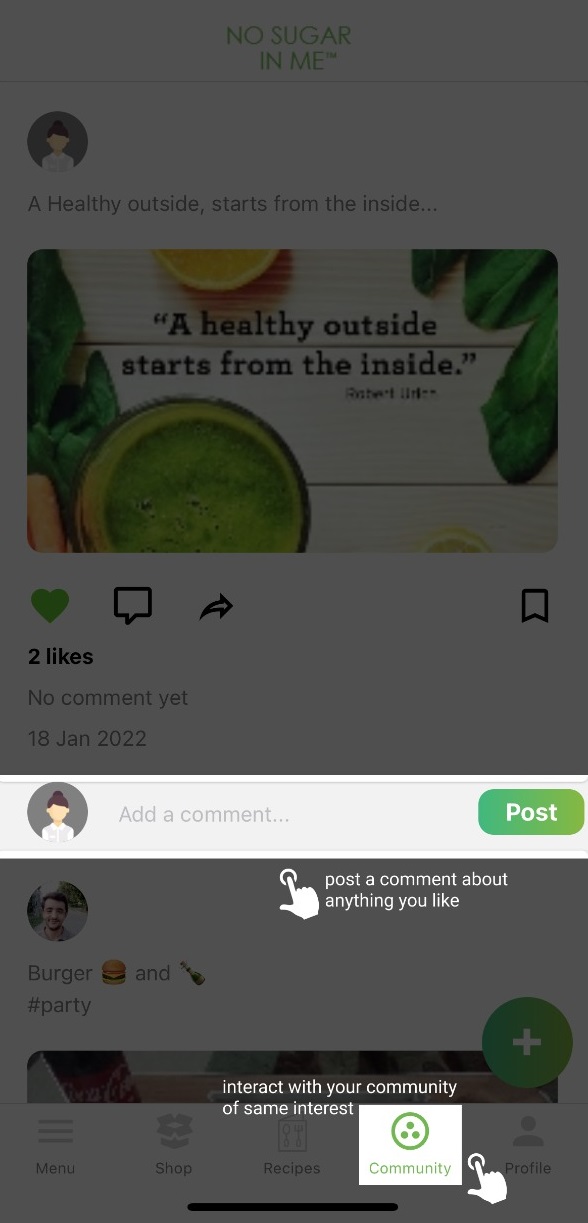 NO SUGAR
IN ME™
A Healthy outside, starts from the inside...
“A healthy outside
starts from the inside.”
Robert Urich
2 likes
No comment yet
18 Jan 2022
Add a comment...
Post
post a comment about
anything you like
Burger 🍔 and 🍾
#party
interact with your community
of same interest
Menu
Shop
Recipes
Community
Profile